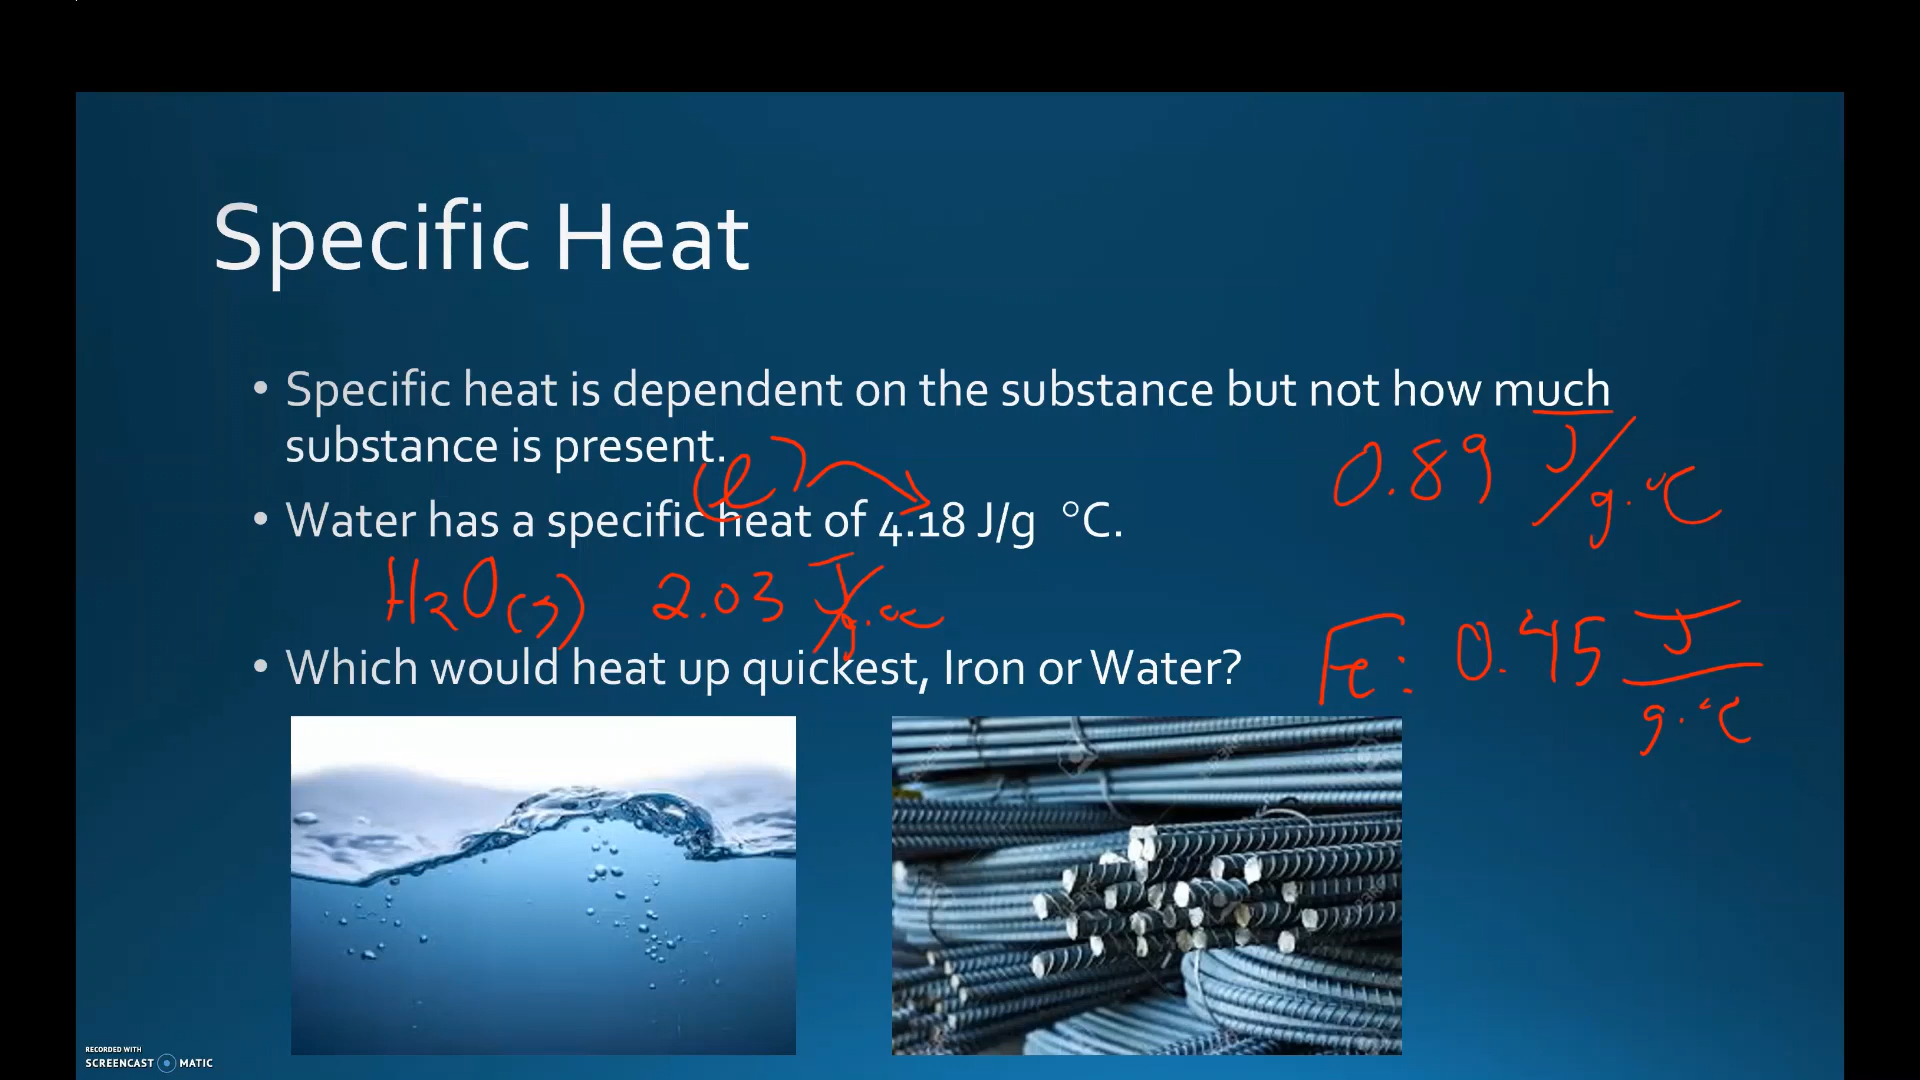 Specific Heat
• Specific heat is dependent on the substance but not how much
substance is present.
(l)
0.89 J/g·°C
• Water has a specific heat of 4.18 J/g °C.
H2O(s) 2.03 J/g·°C
Fe: 0.45 J
g·°C
• Which would heat up quickest, Iron or Water?
RECORDED WITH
SCREENCAST MATIC